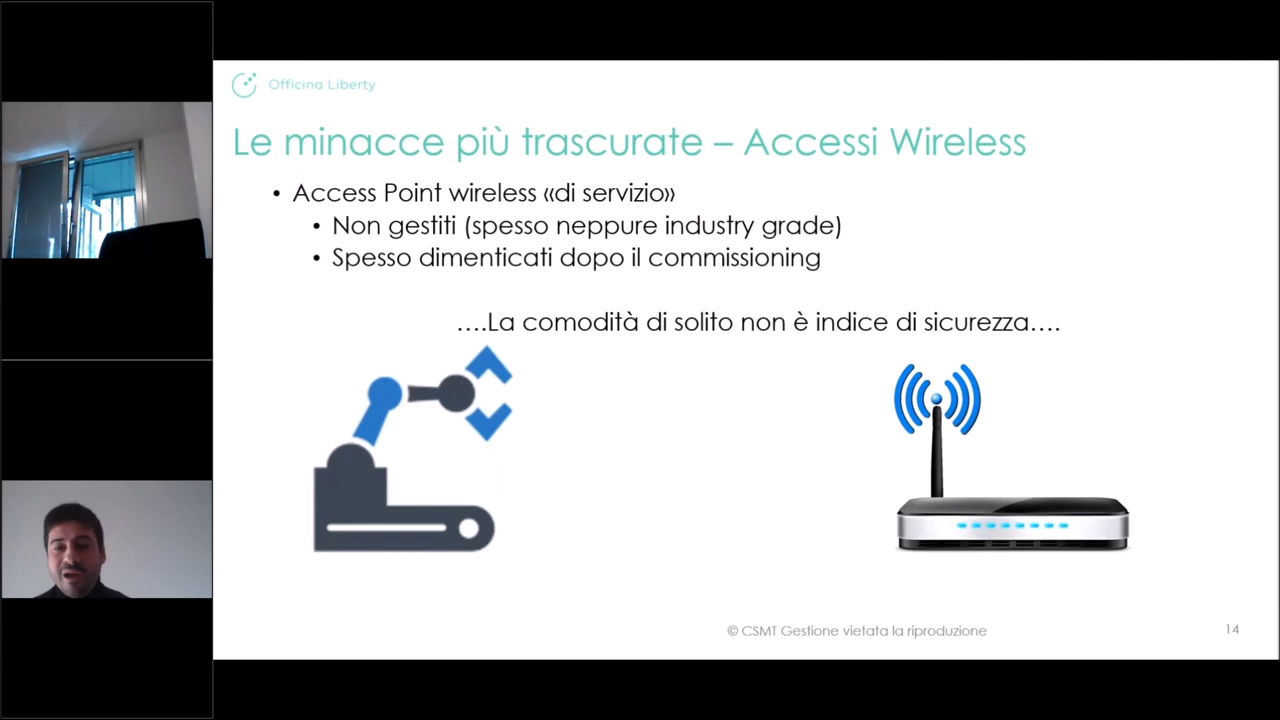 Officina Liberty
Le minacce più trascurate – Accessi Wireless
• Access Point wireless «di servizio»
• Non gestiti (spesso neppure industry grade)
• Spesso dimenticati dopo il commissioning
….La comodità di solito non è indice di sicurezza….
© CSMT Gestione vietata la riproduzione
14